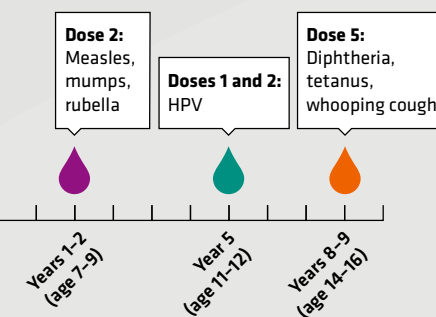 Dose 2:
Measles,
mumps,
rubella
Doses 1 and 2:
HPV
Dose 5:
Diphtheria,
tetanus,
whooping cough
Years 1–2
(age 7–9)
Year 5
(age 11–12)
Years 8–9
(age 14–16)